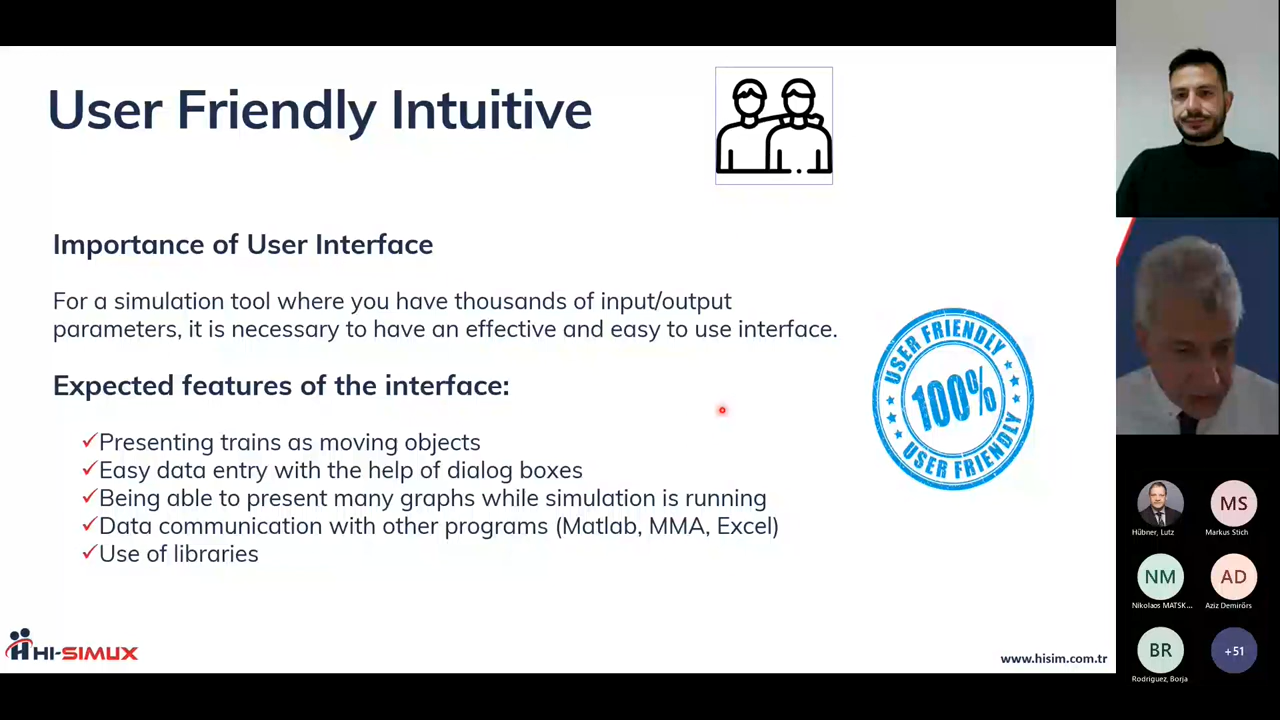 User Friendly Intuitive
Importance of User Interface
For a simulation tool where you have thousands of input/output
parameters, it is necessary to have an effective and easy to use interface.
Expected features of the interface:
✓Presenting trains as moving objects
✓Easy data entry with the help of dialog boxes
✓Being able to present many graphs while simulation is running
✓Data communication with other programs (Matlab, MMA, Excel)
✓Use of libraries
USER FRIENDLY
100%
USER FRIENDLY
HI-SIMUX
www.hisim.com.tr
Hübner, Lutz
MS
Markus Stich
NM
Nikolaos MATSK...
AD
Aziz Demirörs
BR
Rodriguez, Borja
+51